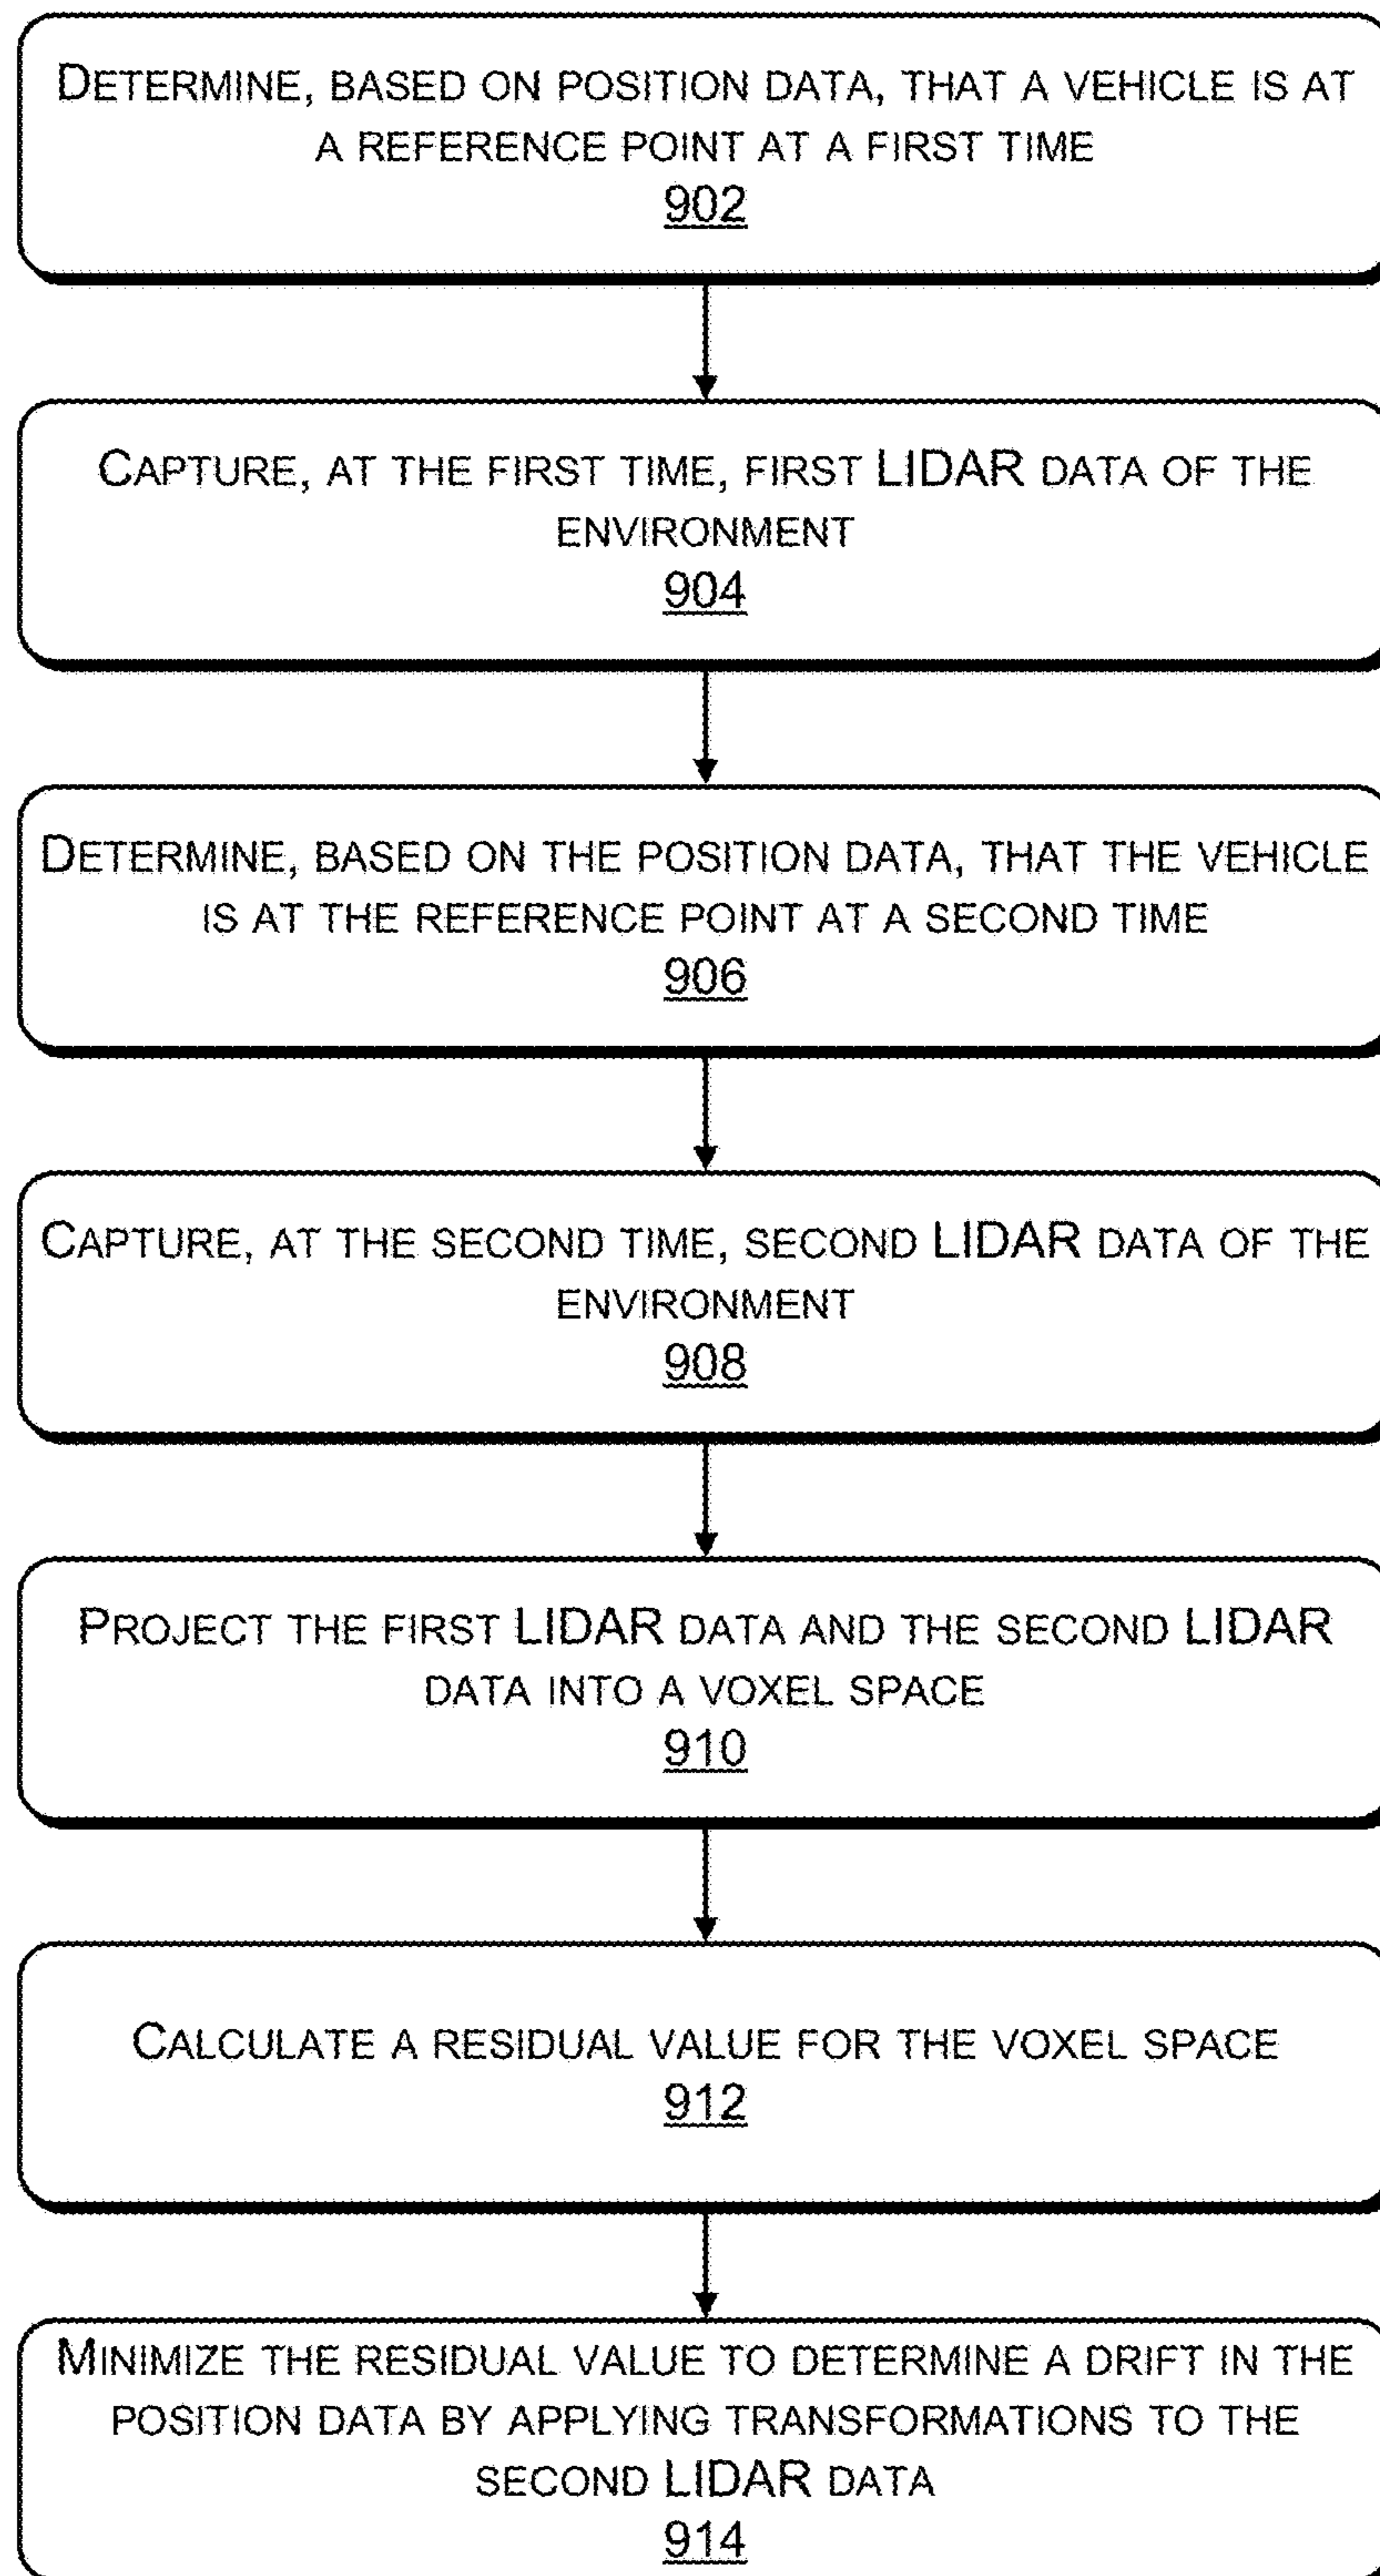 DETERMINE, BASED ON POSITION DATA, THAT A VEHICLE IS AT
A REFERENCE POINT AT A FIRST TIME
902
CAPTURE, AT THE FIRST TIME, FIRST LIDAR DATA OF THE
ENVIRONMENT
904
DETERMINE, BASED ON THE POSITION DATA, THAT THE VEHICLE
IS AT THE REFERENCE POINT AT A SECOND TIME
906
CAPTURE, AT THE SECOND TIME, SECOND LIDAR DATA OF THE
ENVIRONMENT
908
PROJECT THE FIRST LIDAR DATA AND THE SECOND LIDAR
DATA INTO A VOXEL SPACE
910
CALCULATE A RESIDUAL VALUE FOR THE VOXEL SPACE
912
MINIMIZE THE RESIDUAL VALUE TO DETERMINE A DRIFT IN THE
POSITION DATA BY APPLYING TRANSFORMATIONS TO THE
SECOND LIDAR DATA
914